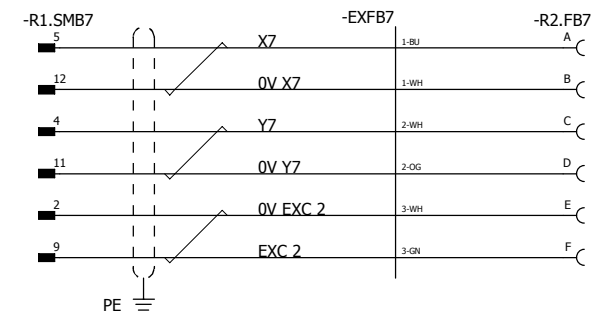 -R1.SMB7 -EXFB7 -R2.FB7
5 X7 1-BU A
12 0V X7 1-WH B
4 Y7 2-WH C
11 0V Y7 2-OG D
2 0V EXC 2 3-WH E
9 EXC 2 3-GN F
PE